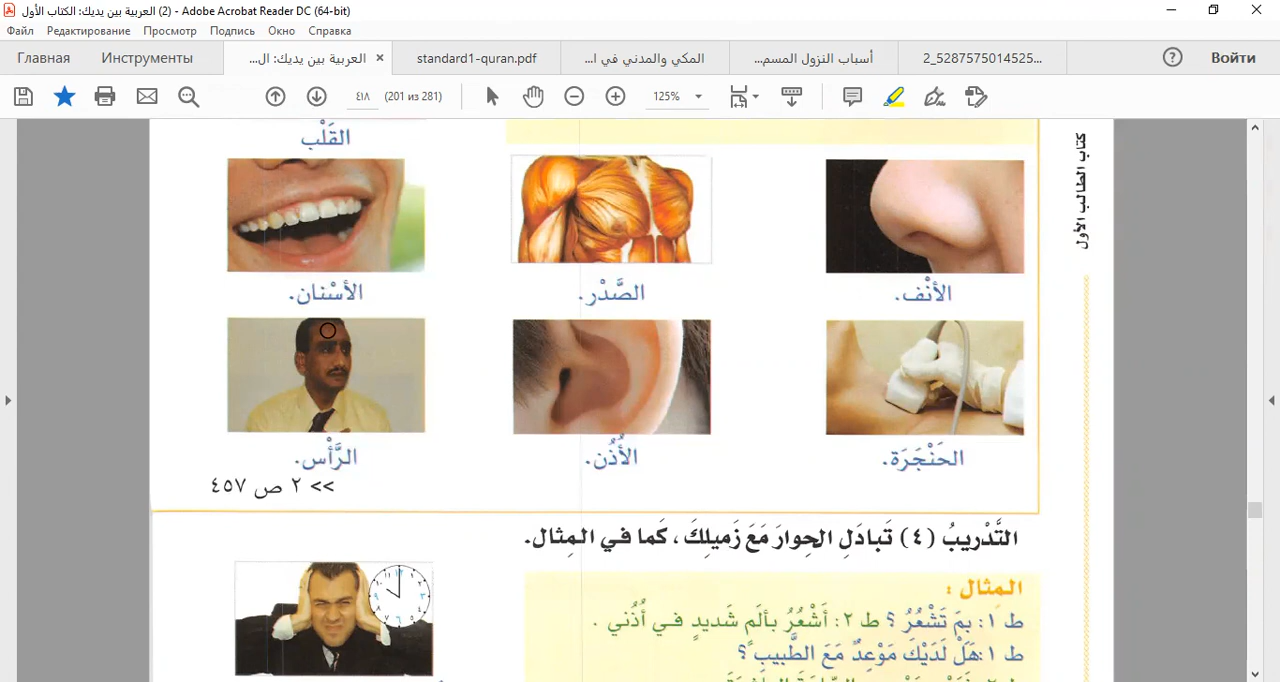 العربية بين يديك: الكتاب الأول (2) - Adobe Acrobat Reader DC (64-bit)
Файл Редактирование Просмотр Подпись Окно Справка
Главная Инструменты العربية بين يديك: ال... standard1-quran.pdf المكي والمدني في ا... أسباب النزول المسم... 2_5287575014525... Войти
٤١٨ (201 из 281) 125%
القَلْب
كتاب الطالب الأول
الأَنْف.
الصَّدْر.
الأسْنان.
الحَنْجَرَة.
الأُذُن.
الرَّأْس.
>> ٢ ص ٤٥٧
التَّدْريبُ (٤) تَبادَلِ الحِوارَ مَعَ زَميلِكَ، كَما في المِثال.
المِثال :
ط ١: بِمَ تَشْعُرُ ؟ ط ٢: أَشْعُرُ بألَمٍ شَديدٍ في أُذُني .
ط ١:هَلْ لَدَيْكَ مَوْعِدٌ مَعَ الطَّبيبِ ؟